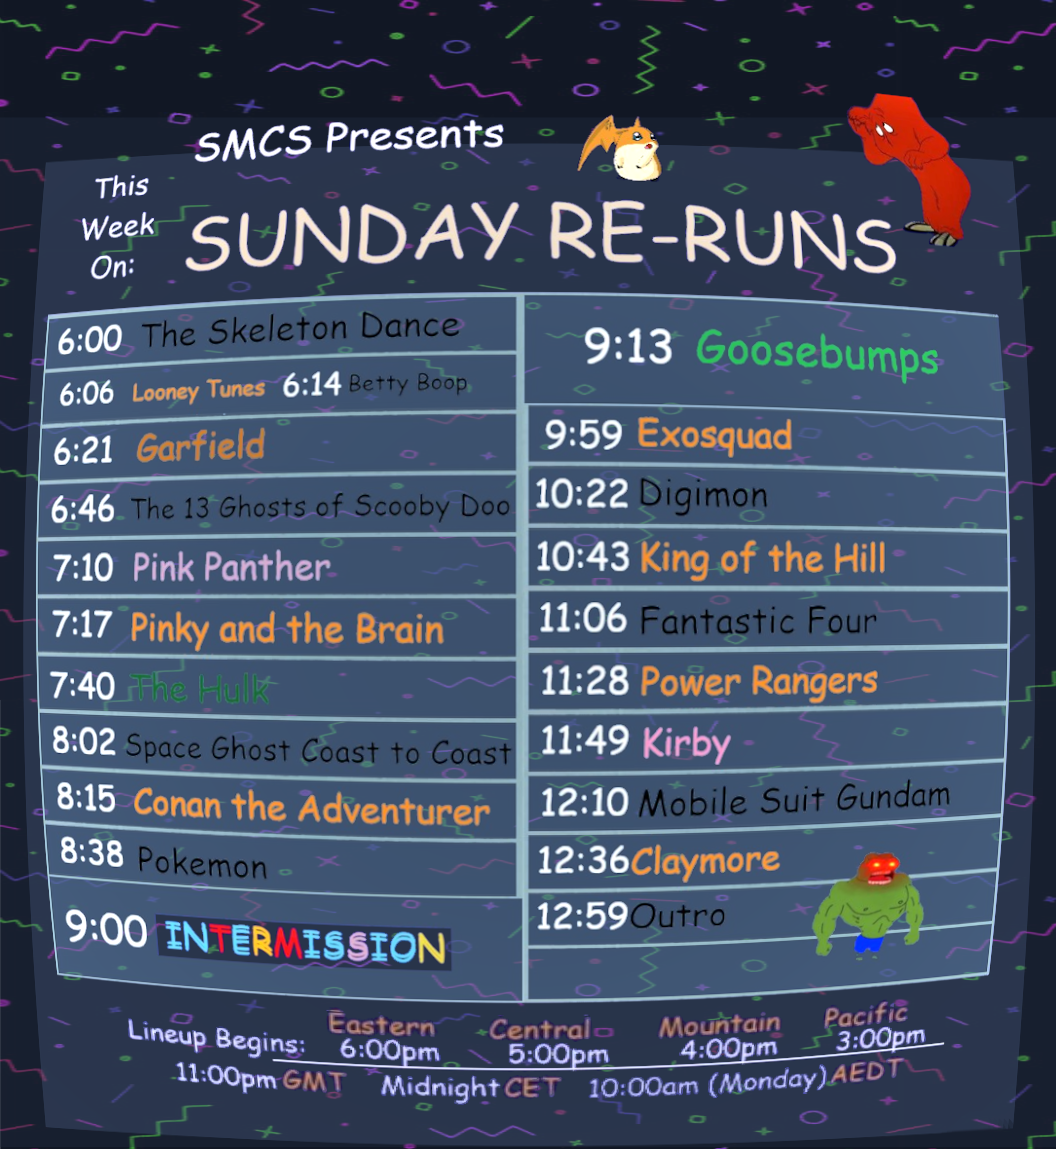 SMCS Presents
This
Week
On:
SUNDAY RE-RUNS
6:00 The Skeleton Dance
6:06 Looney Tunes 6:14 Betty Boop
6:21 Garfield
6:46 The 13 Ghosts of Scooby Doo
7:10 Pink Panther
7:17 Pinky and the Brain
7:40 The Hulk
8:02 Space Ghost Coast to Coast
8:15 Conan the Adventurer
8:38 Pokemon
9:00 INTERMISSION
9:13 Goosebumps
9:59 Exosquad
10:22 Digimon
10:43 King of the Hill
11:06 Fantastic Four
11:28 Power Rangers
11:49 Kirby
12:10 Mobile Suit Gundam
12:36 Claymore
12:59 Outro
Lineup Begins: Eastern Central Mountain Pacific
6:00pm 5:00pm 4:00pm 3:00pm
11:00pm GMT Midnight CET 10:00am (Monday) AEDT